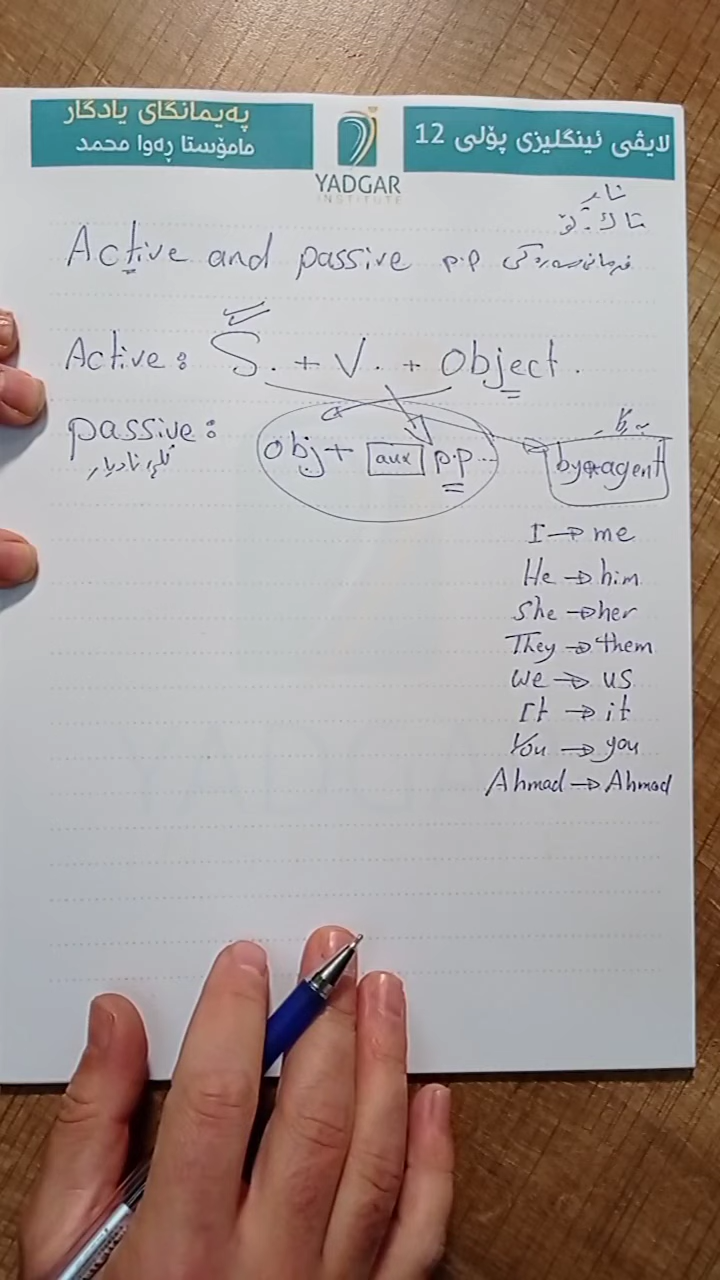 پەیمانگای یادگار
مامۆستا ڕەوا محمد
YADGAR
INSTITUTE
لایڤی ئینگلیزی پۆلی 12
Active and passive p.p
Active: S. + V. + Object.
passive: obj + aux p.p... by+agent
I → me
He → him
She → her
They → them
We → us
It → it
You → you
Ahmad → Ahmad